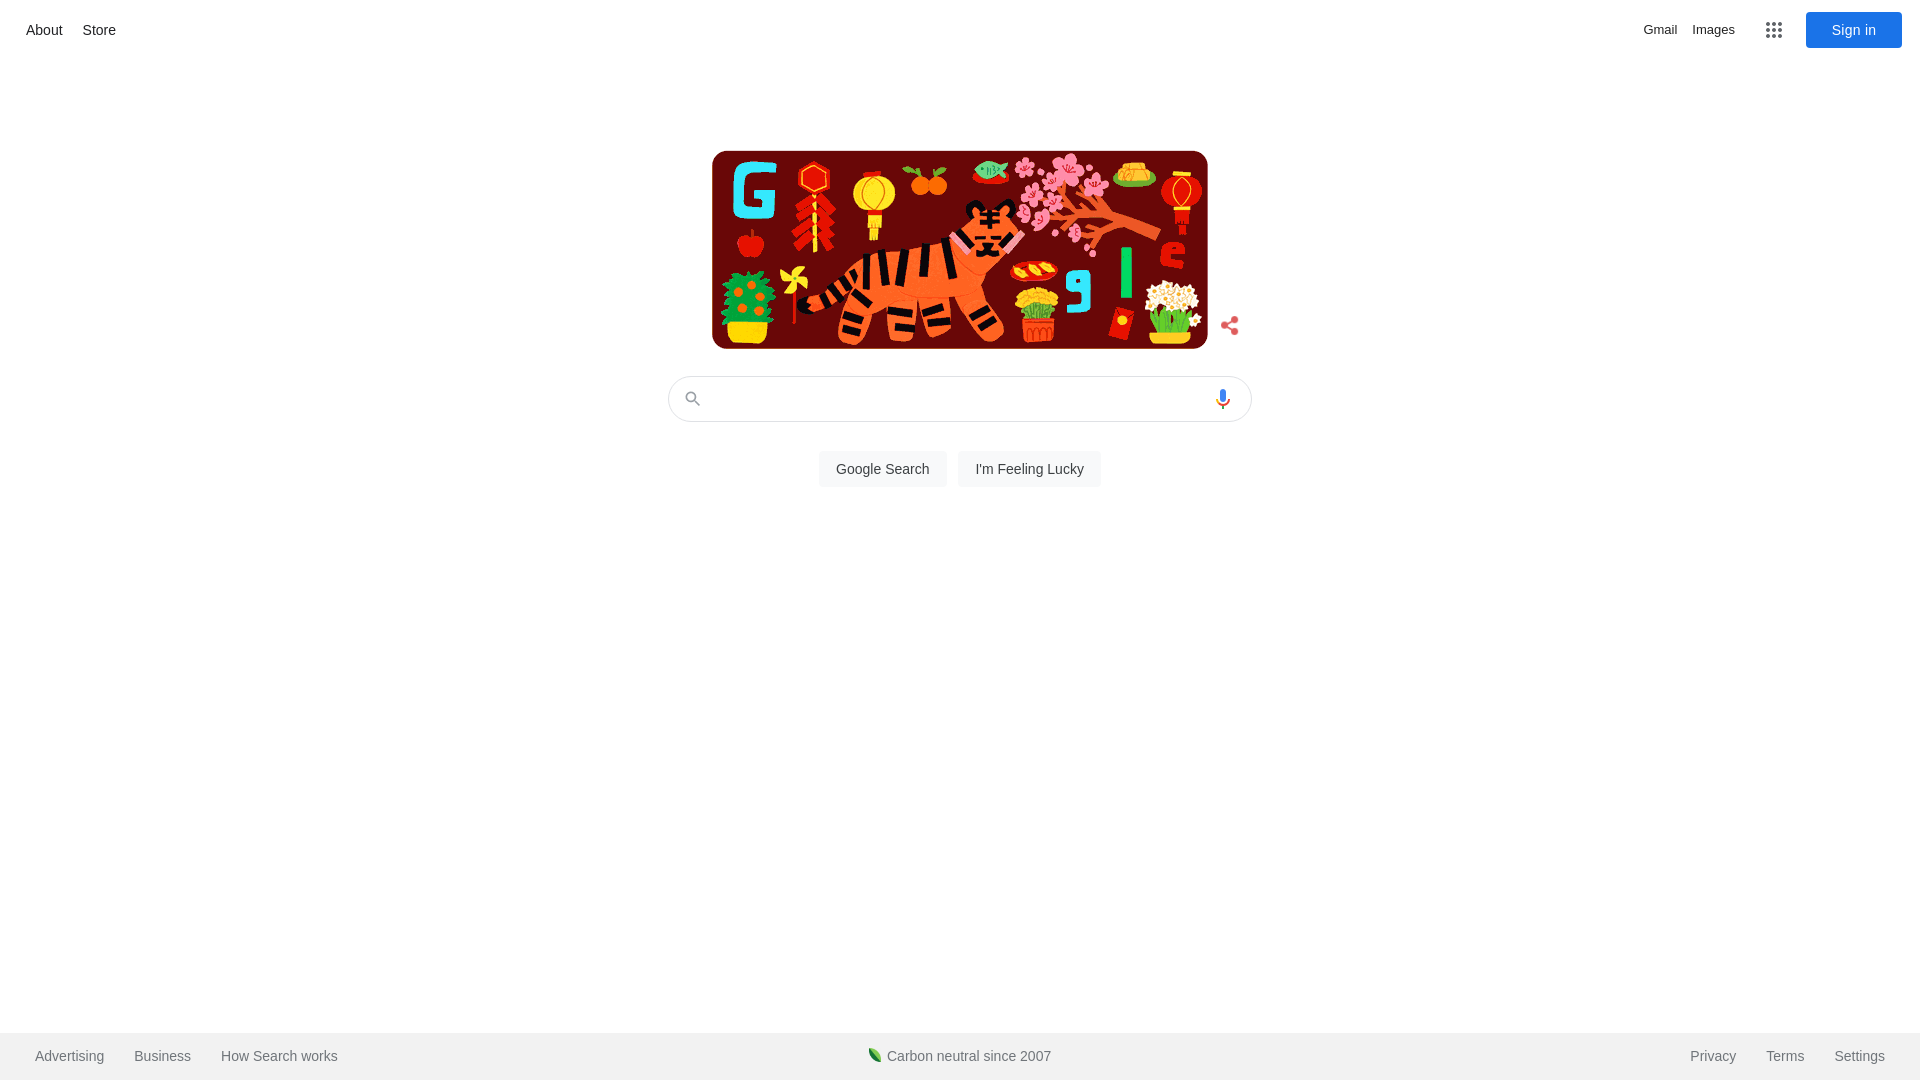 About Store
Gmail Images Sign in
G g l e
Google Search I'm Feeling Lucky
Advertising Business How Search works
Carbon neutral since 2007
Privacy Terms Settings